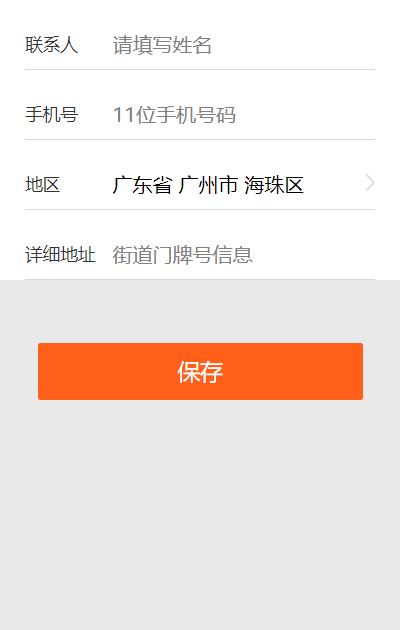 联系人 请填写姓名
手机号 11位手机号码
地区 广东省 广州市 海珠区
详细地址 街道门牌号信息
保存